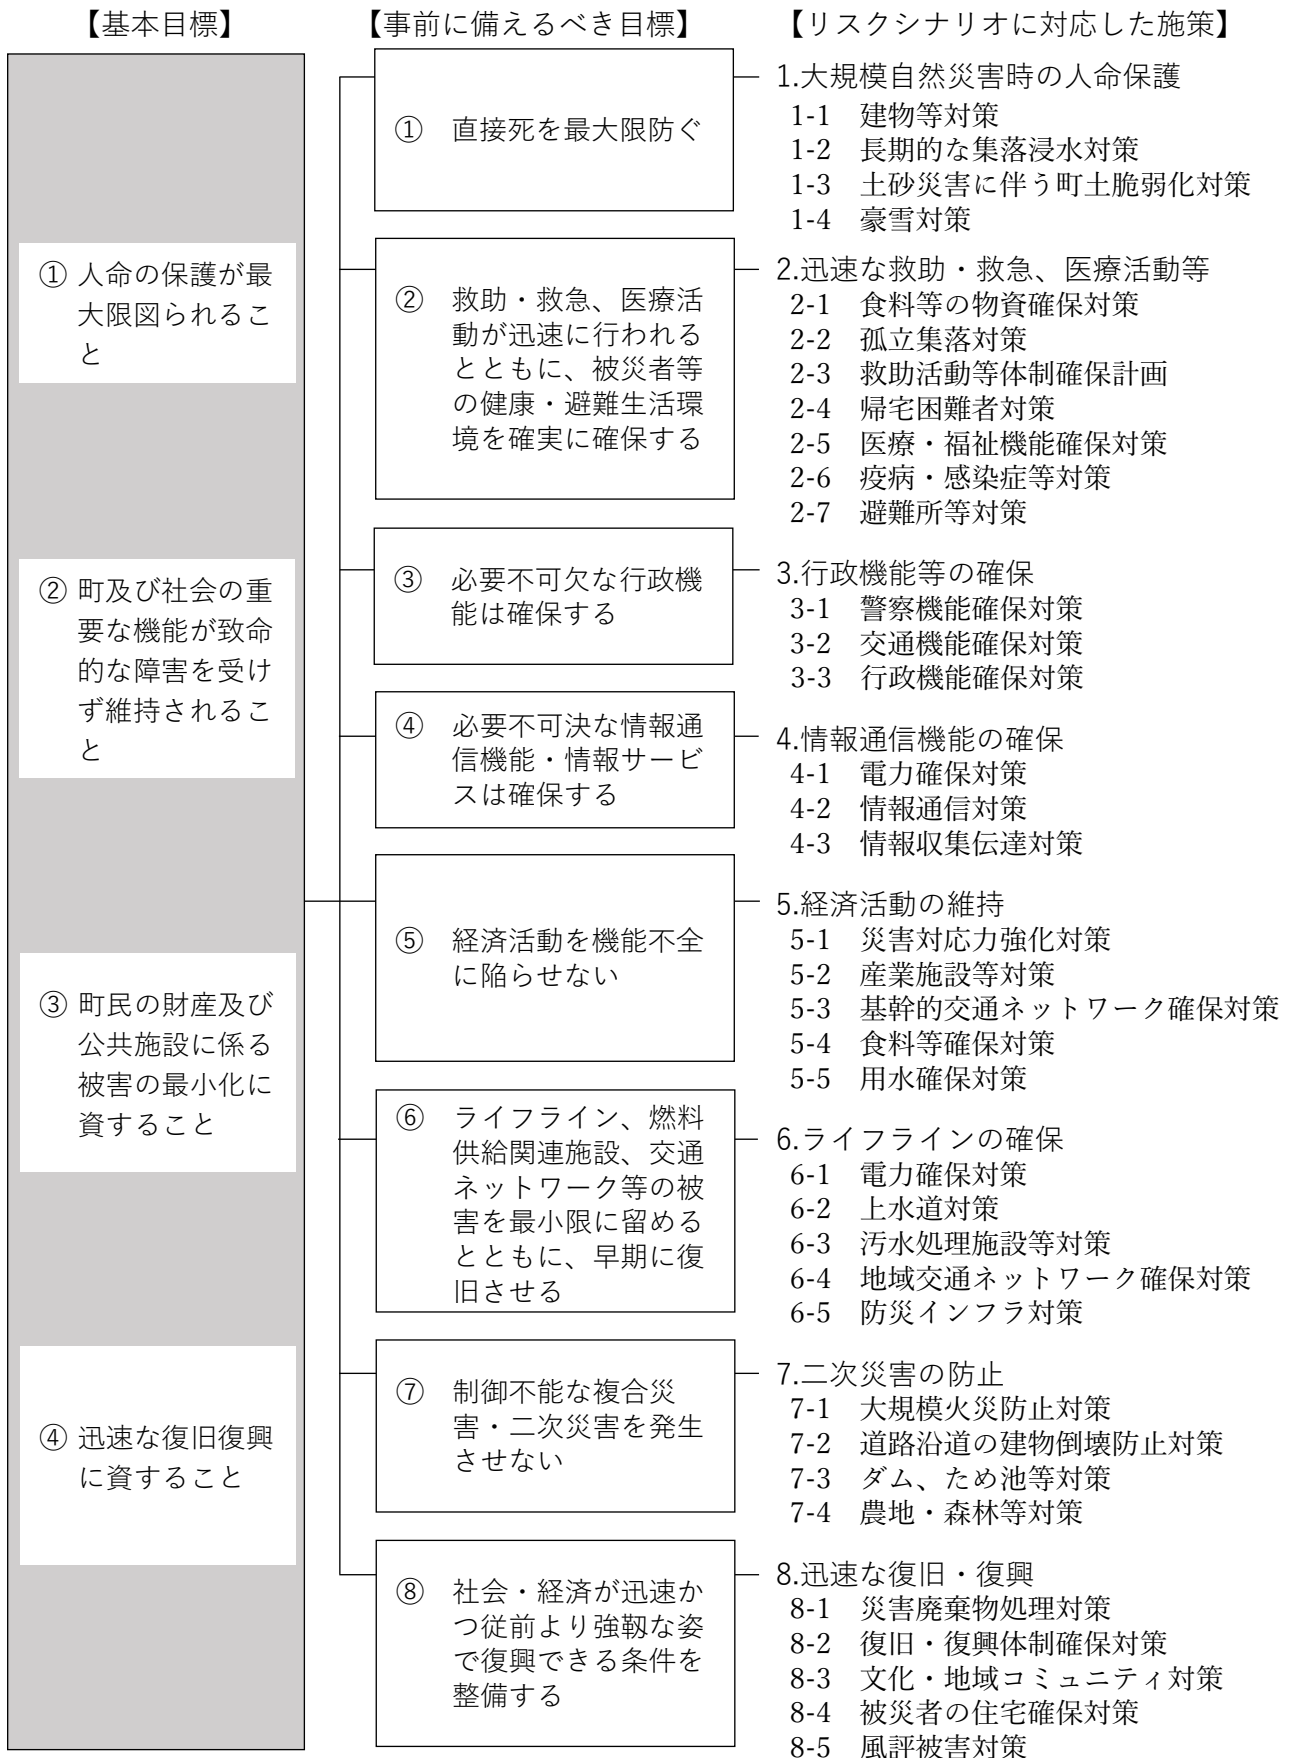 【基本目標】
① 人命の保護が最
大限図られるこ
と
② 町及び社会の重
要な機能が致命
的な障害を受け
ず維持されるこ
と
③ 町民の財産及び
公共施設に係る
被害の最小化に
資すること
④ 迅速な復旧復興
に資すること
【事前に備えるべき目標】
① 直接死を最大限防ぐ
② 救助・救急、医療活
動が迅速に行われる
とともに、被災者等
の健康・避難生活環
境を確実に確保する
③ 必要不可欠な行政機
能は確保する
④ 必要不可決な情報通
信機能・情報サービ
スは確保する
⑤ 経済活動を機能不全
に陥らせない
⑥ ライフライン、燃料
供給関連施設、交通
ネットワーク等の被
害を最小限に留める
とともに、早期に復
旧させる
⑦ 制御不能な複合災
害・二次災害を発生
させない
⑧ 社会・経済が迅速か
つ従前より強靱な姿
で復興できる条件を
整備する
【リスクシナリオに対応した施策】
1.大規模自然災害時の人命保護
1-1 建物等対策
1-2 長期的な集落浸水対策
1-3 土砂災害に伴う町土脆弱化対策
1-4 豪雪対策
2.迅速な救助・救急、医療活動等
2-1 食料等の物資確保対策
2-2 孤立集落対策
2-3 救助活動等体制確保計画
2-4 帰宅困難者対策
2-5 医療・福祉機能確保対策
2-6 疫病・感染症等対策
2-7 避難所等対策
3.行政機能等の確保
3-1 警察機能確保対策
3-2 交通機能確保対策
3-3 行政機能確保対策
4.情報通信機能の確保
4-1 電力確保対策
4-2 情報通信対策
4-3 情報収集伝達対策
5.経済活動の維持
5-1 災害対応力強化対策
5-2 産業施設等対策
5-3 基幹的交通ネットワーク確保対策
5-4 食料等確保対策
5-5 用水確保対策
6.ライフラインの確保
6-1 電力確保対策
6-2 上水道対策
6-3 汚水処理施設等対策
6-4 地域交通ネットワーク確保対策
6-5 防災インフラ対策
7.二次災害の防止
7-1 大規模火災防止対策
7-2 道路沿道の建物倒壊防止対策
7-3 ダム、ため池等対策
7-4 農地・森林等対策
8.迅速な復旧・復興
8-1 災害廃棄物処理対策
8-2 復旧・復興体制確保対策
8-3 文化・地域コミュニティ対策
8-4 被災者の住宅確保対策
8-5 風評被害対策